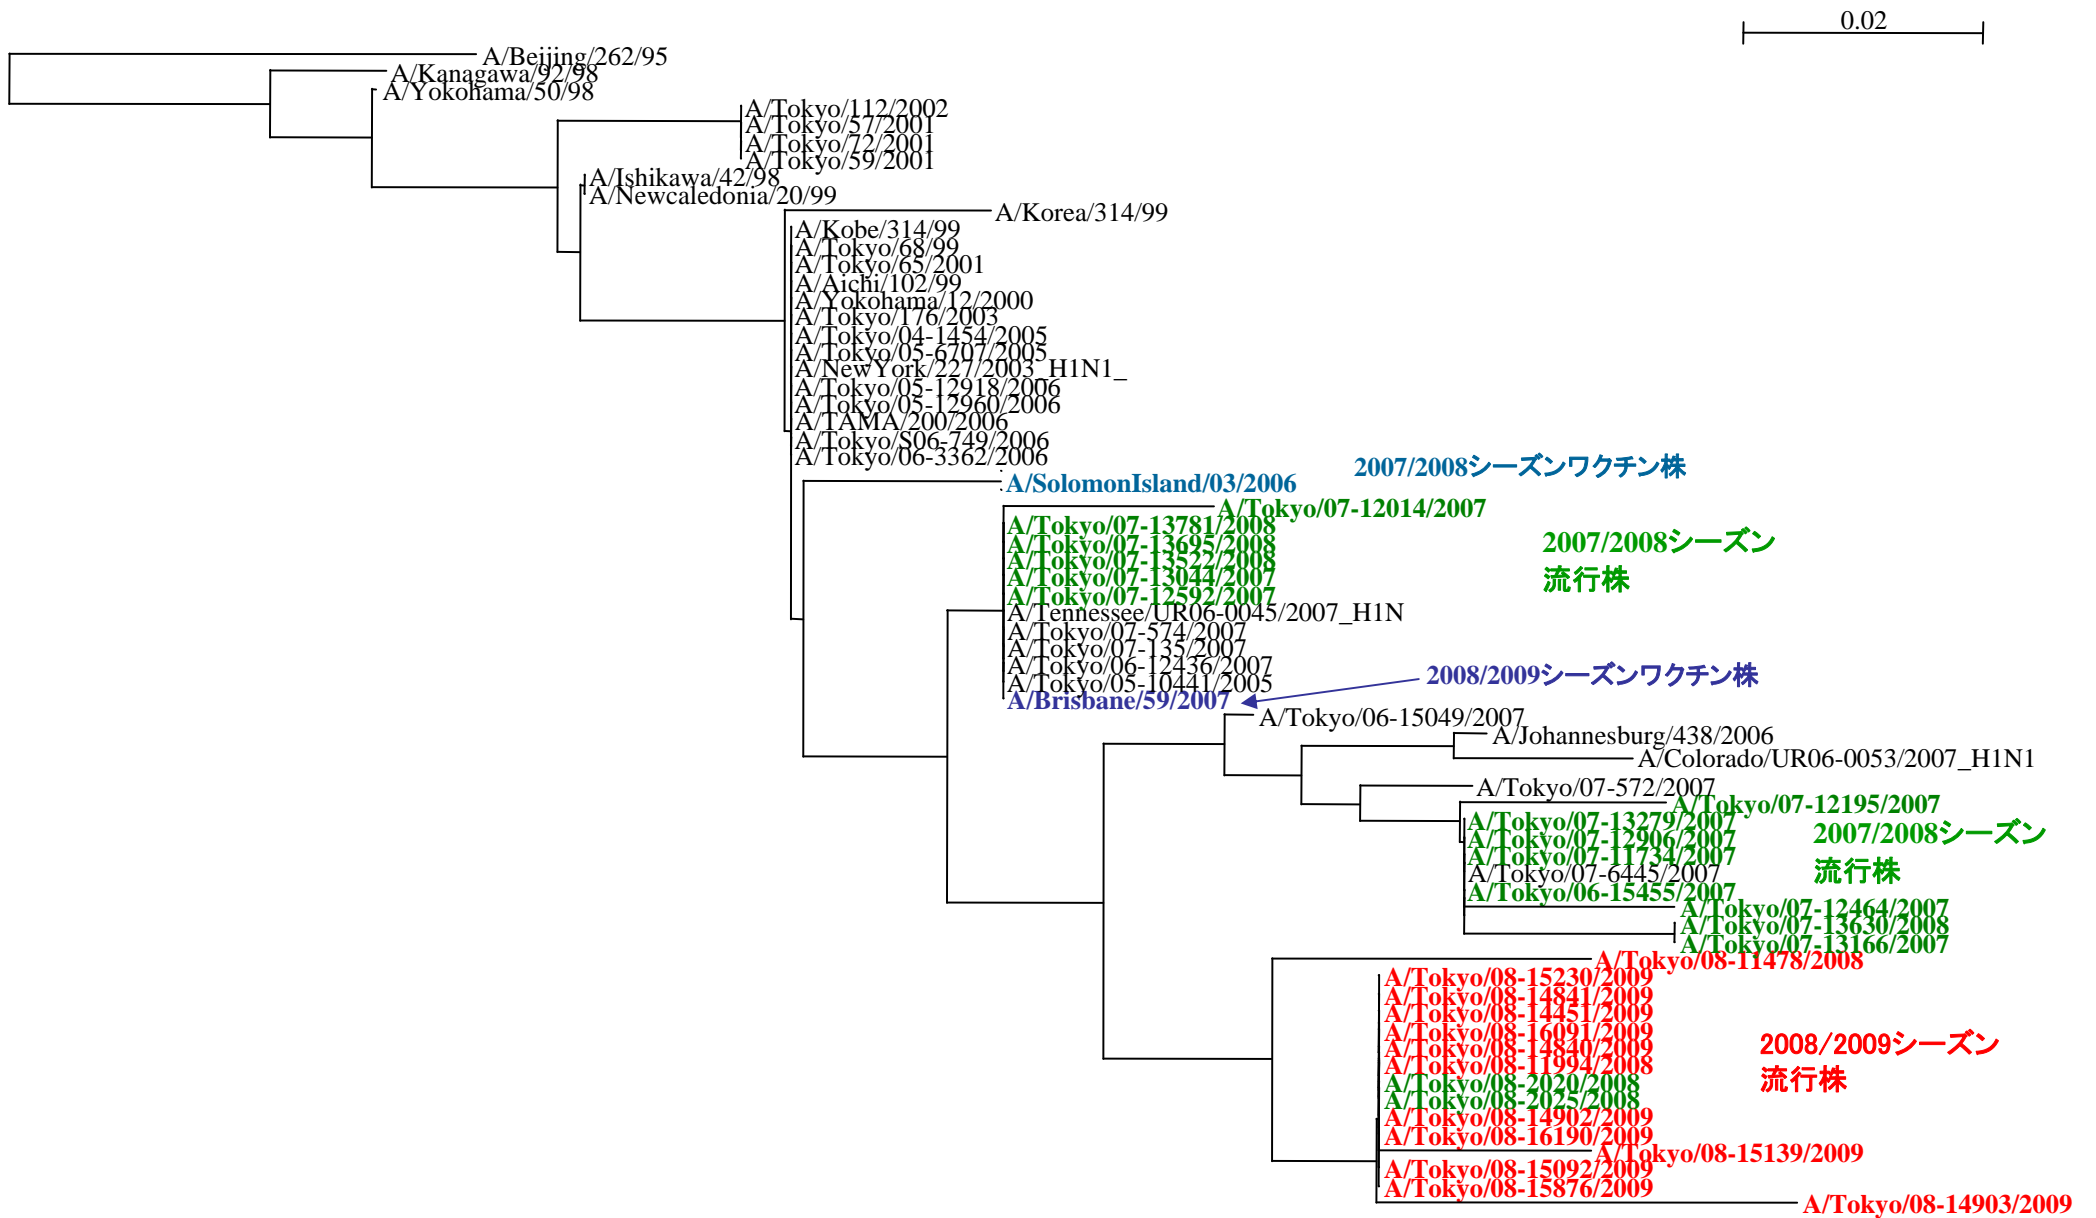 0.02
A/Beijing/262/95
A/Kanagawa/92/98
A/Yokohama/50/98
A/Tokyo/112/2002
A/Tokyo/57/2001
A/Tokyo/72/2001
A/Tokyo/59/2001
A/Ishikawa/42/98
A/Newcaledonia/20/99
A/Korea/314/99
A/Kobe/314/99
A/Tokyo/68/99
A/Tokyo/65/2001
A/Aichi/102/99
A/Yokohama/12/2000
A/Tokyo/176/2003
A/Tokyo/04-1454/2005
A/Tokyo/05-6707/2005
A/NewYork/227/2003_H1N1_
A/Tokyo/05-12918/2006
A/Tokyo/05-12960/2006
A/TAMA/200/2006
A/Tokyo/S06-749/2006
A/Tokyo/06-3362/2006
2007/2008シーズンワクチン株
A/SolomonIsland/03/2006
A/Tokyo/07-12014/2007
A/Tokyo/07-13781/2008
A/Tokyo/07-13695/2008
A/Tokyo/07-13522/2008
A/Tokyo/07-13044/2007
A/Tokyo/07-12592/2007
2007/2008シーズン
流行株
A/Tennessee/UR06-0045/2007_H1N
A/Tokyo/07-574/2007
A/Tokyo/07-135/2007
A/Tokyo/06-12436/2007
A/Tokyo/05-10441/2005
A/Brisbane/59/2007
2008/2009シーズンワクチン株
A/Tokyo/06-15049/2007
A/Johannesburg/438/2006
A/Colorado/UR06-0053/2007_H1N1
A/Tokyo/07-572/2007
A/Tokyo/07-12195/2007
A/Tokyo/07-13279/2007
A/Tokyo/07-12906/2007
A/Tokyo/07-11734/2007
A/Tokyo/07-6445/2007
A/Tokyo/06-15455/2007
2007/2008シーズン
流行株
A/Tokyo/07-12464/2007
A/Tokyo/07-13630/2008
A/Tokyo/07-13166/2007
A/Tokyo/08-11478/2008
A/Tokyo/08-15230/2009
A/Tokyo/08-14841/2009
A/Tokyo/08-14451/2009
A/Tokyo/08-16091/2009
A/Tokyo/08-14840/2009
A/Tokyo/08-11994/2008
A/Tokyo/08-2020/2008
A/Tokyo/08-2025/2008
A/Tokyo/08-14902/2009
A/Tokyo/08-16190/2009
2008/2009シーズン
流行株
A/Tokyo/08-15139/2009
A/Tokyo/08-15092/2009
A/Tokyo/08-15876/2009
A/Tokyo/08-14903/2009